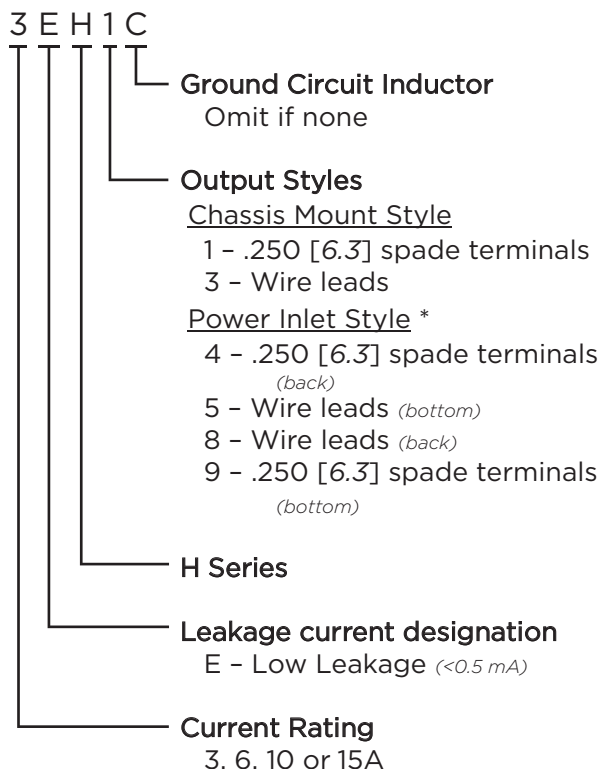 3 E H 1 C
Ground Circuit Inductor
Omit if none
Output Styles
Chassis Mount Style
1 – .250 [6.3] spade terminals
3 – Wire leads
Power Inlet Style *
4 – .250 [6.3] spade terminals
(back)
5 – Wire leads (bottom)
8 – Wire leads (back)
9 – .250 [6.3] spade terminals
(bottom)
H Series
Leakage current designation
E – Low Leakage (<0.5 mA)
Current Rating
3, 6, 10 or 15A